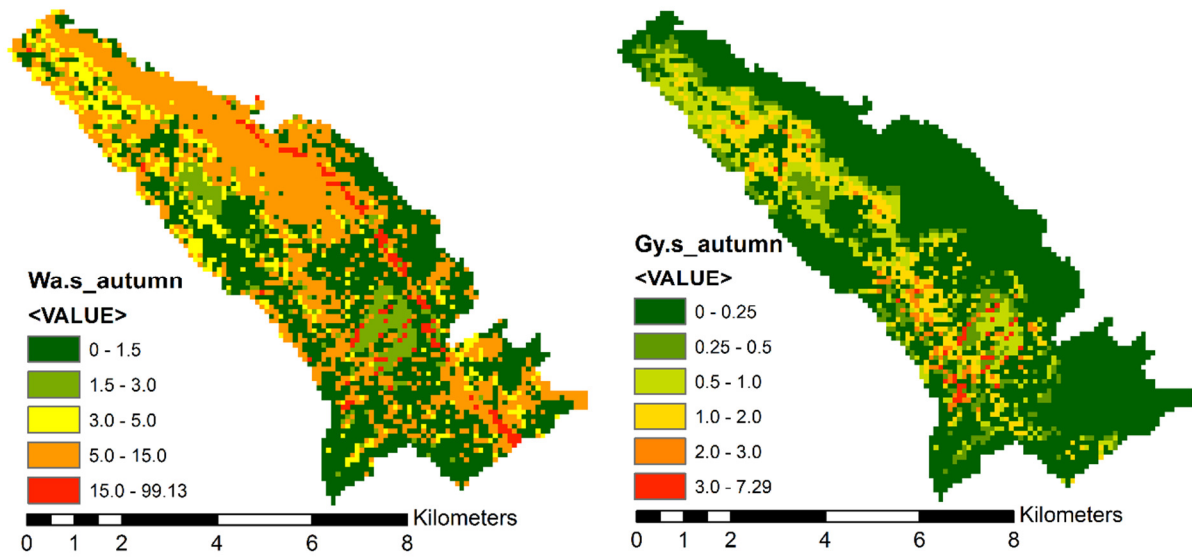 Wa.s_autumn
<VALUE>
0 - 1.5
1.5 - 3.0
3.0 - 5.0
5.0 - 15.0
15.0 - 99.13
Kilometers
0 1 2 4 6 8
Gy.s_autumn
<VALUE>
0 - 0.25
0.25 - 0.5
0.5 - 1.0
1.0 - 2.0
2.0 - 3.0
3.0 - 7.29
Kilometers
0 1 2 4 6 8